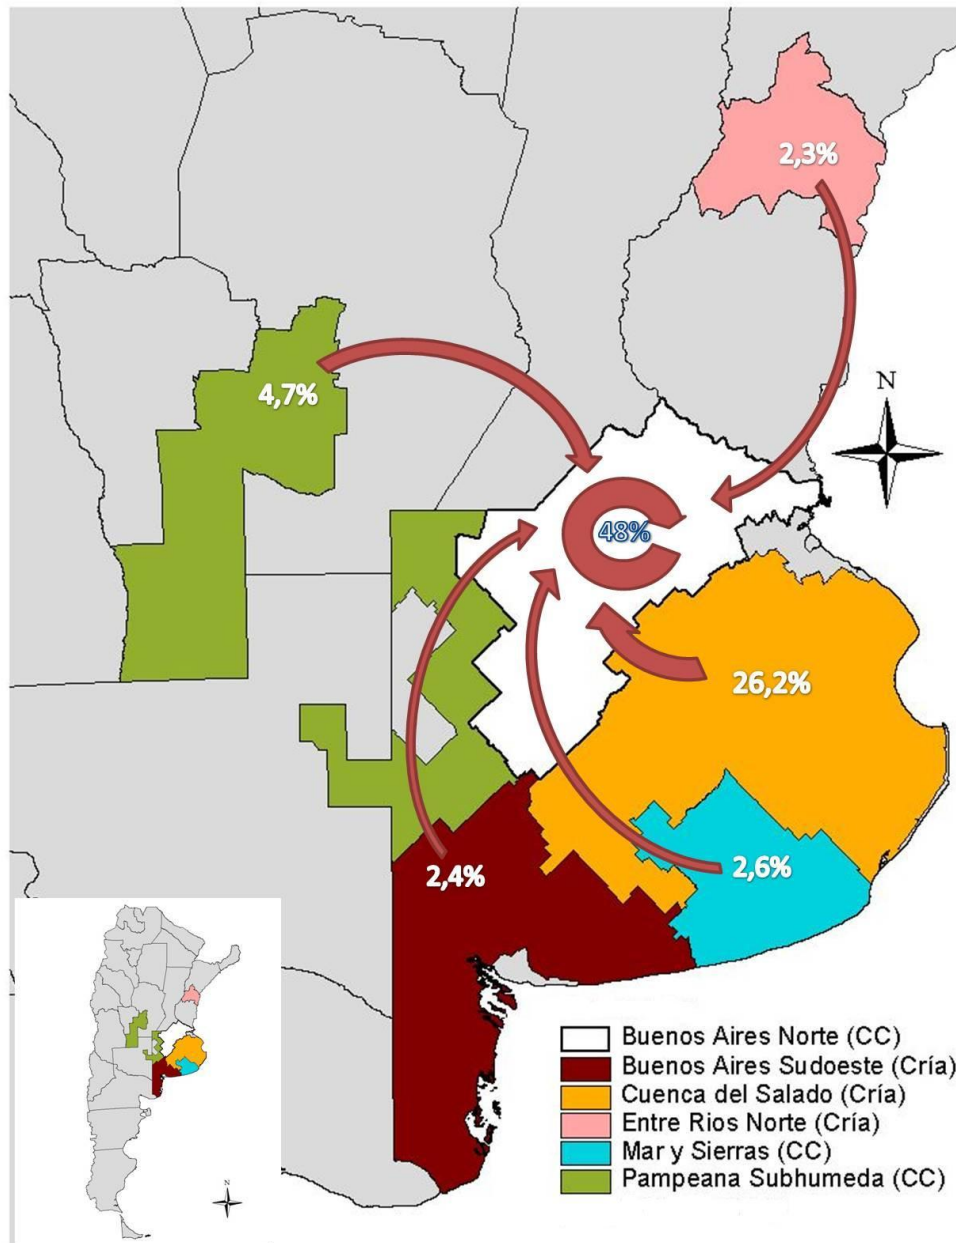 2,3%
N
4,7%
48%
26,2%
2,4%
2,6%
Buenos Aires Norte (CC)
Buenos Aires Sudoeste (Cría)
Cuenca del Salado (Cría)
Entre Rios Norte (Cría)
Mar y Sierras (CC)
Pampeana Subhumeda (CC)
N